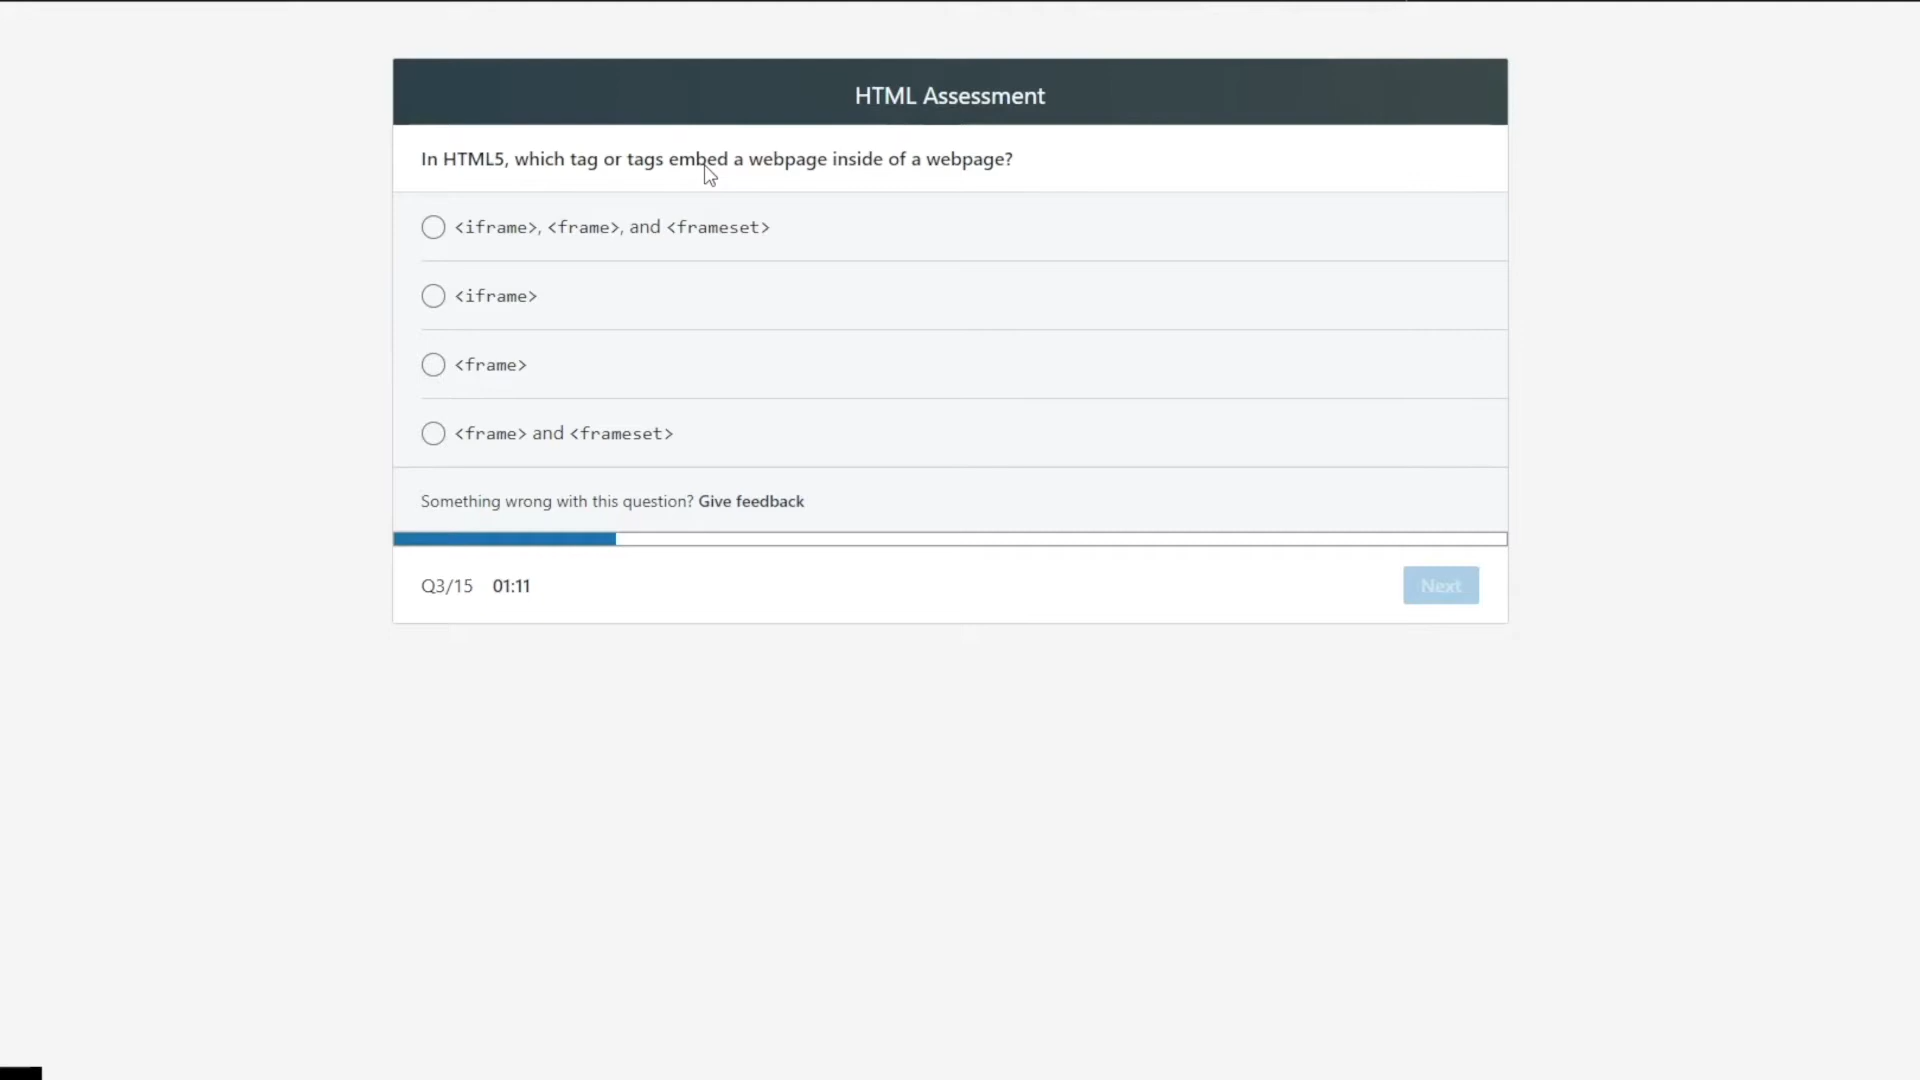 HTML Assessment
In HTML5, which tag or tags embed a webpage inside of a webpage?
<iframe>, <frame>, and <frameset>
<iframe>
<frame>
<frame> and <frameset>
Something wrong with this question? Give feedback
Q3/15 01:11
Next